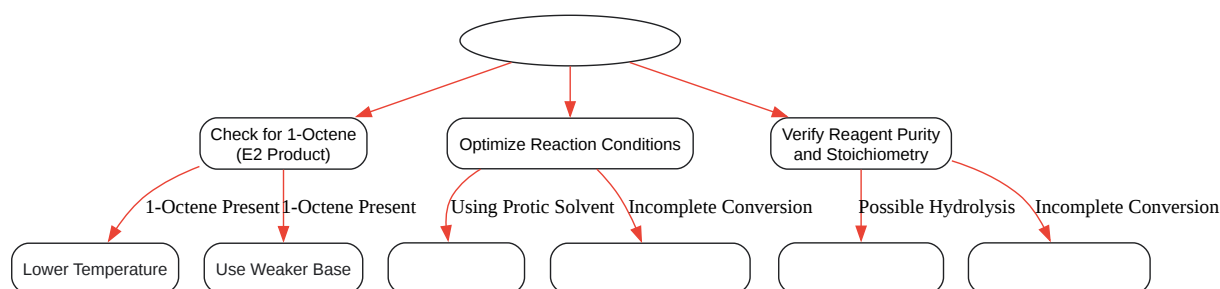 Check for 1-Octene
(E2 Product)
Optimize Reaction Conditions
Verify Reagent Purity
and Stoichiometry
1-Octene Present
1-Octene Present
Using Protic Solvent
Incomplete Conversion
Possible Hydrolysis
Incomplete Conversion
Lower Temperature
Use Weaker Base